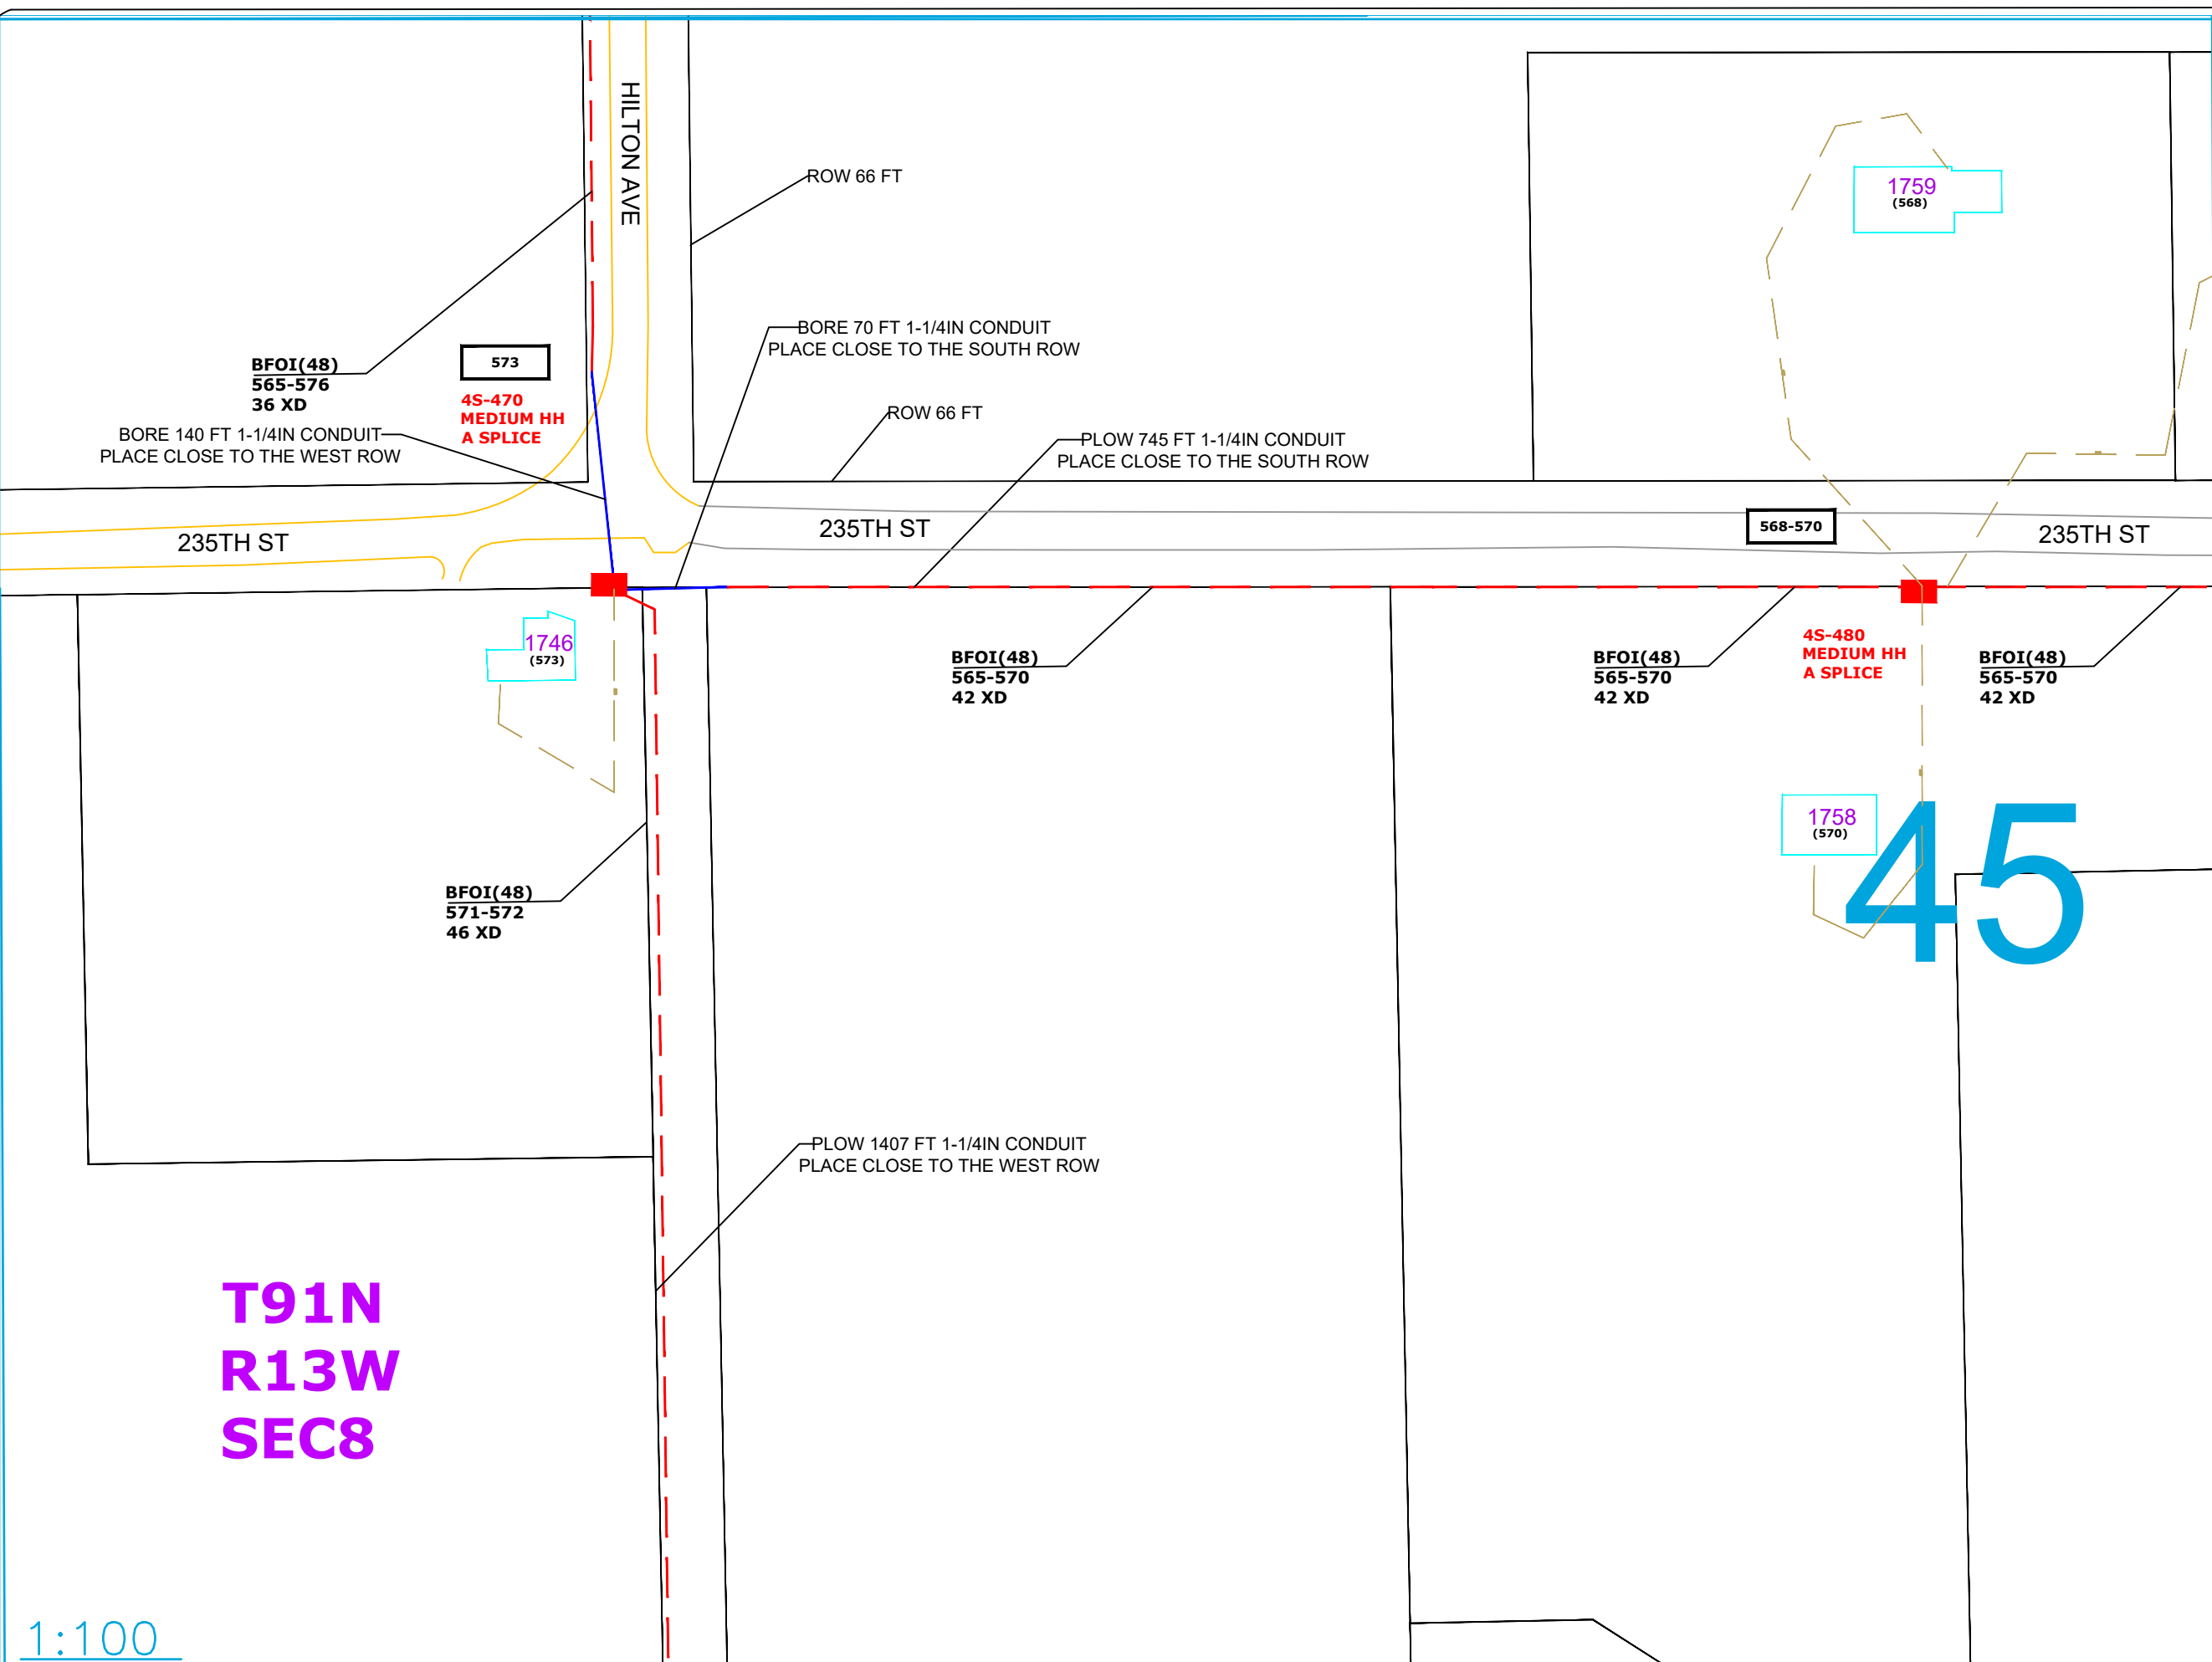 HILTON AVE
ROW 66 FT
1759
(568)
BORE 70 FT 1-1/4IN CONDUIT
PLACE CLOSE TO THE SOUTH ROW
BFOI(48)
565-576
36 XD
573
4S-470
MEDIUM HH
A SPLICE
BORE 140 FT 1-1/4IN CONDUIT
PLACE CLOSE TO THE WEST ROW
ROW 66 FT
PLOW 745 FT 1-1/4IN CONDUIT
PLACE CLOSE TO THE SOUTH ROW
235TH ST
235TH ST
568-570
235TH ST
1746
(573)
BFOI(48)
565-570
42 XD
BFOI(48)
565-570
42 XD
4S-480
MEDIUM HH
A SPLICE
BFOI(48)
565-570
42 XD
1758
(570)
45
BFOI(48)
571-572
46 XD
PLOW 1407 FT 1-1/4IN CONDUIT
PLACE CLOSE TO THE WEST ROW
T91N
R13W
SEC8
1:100